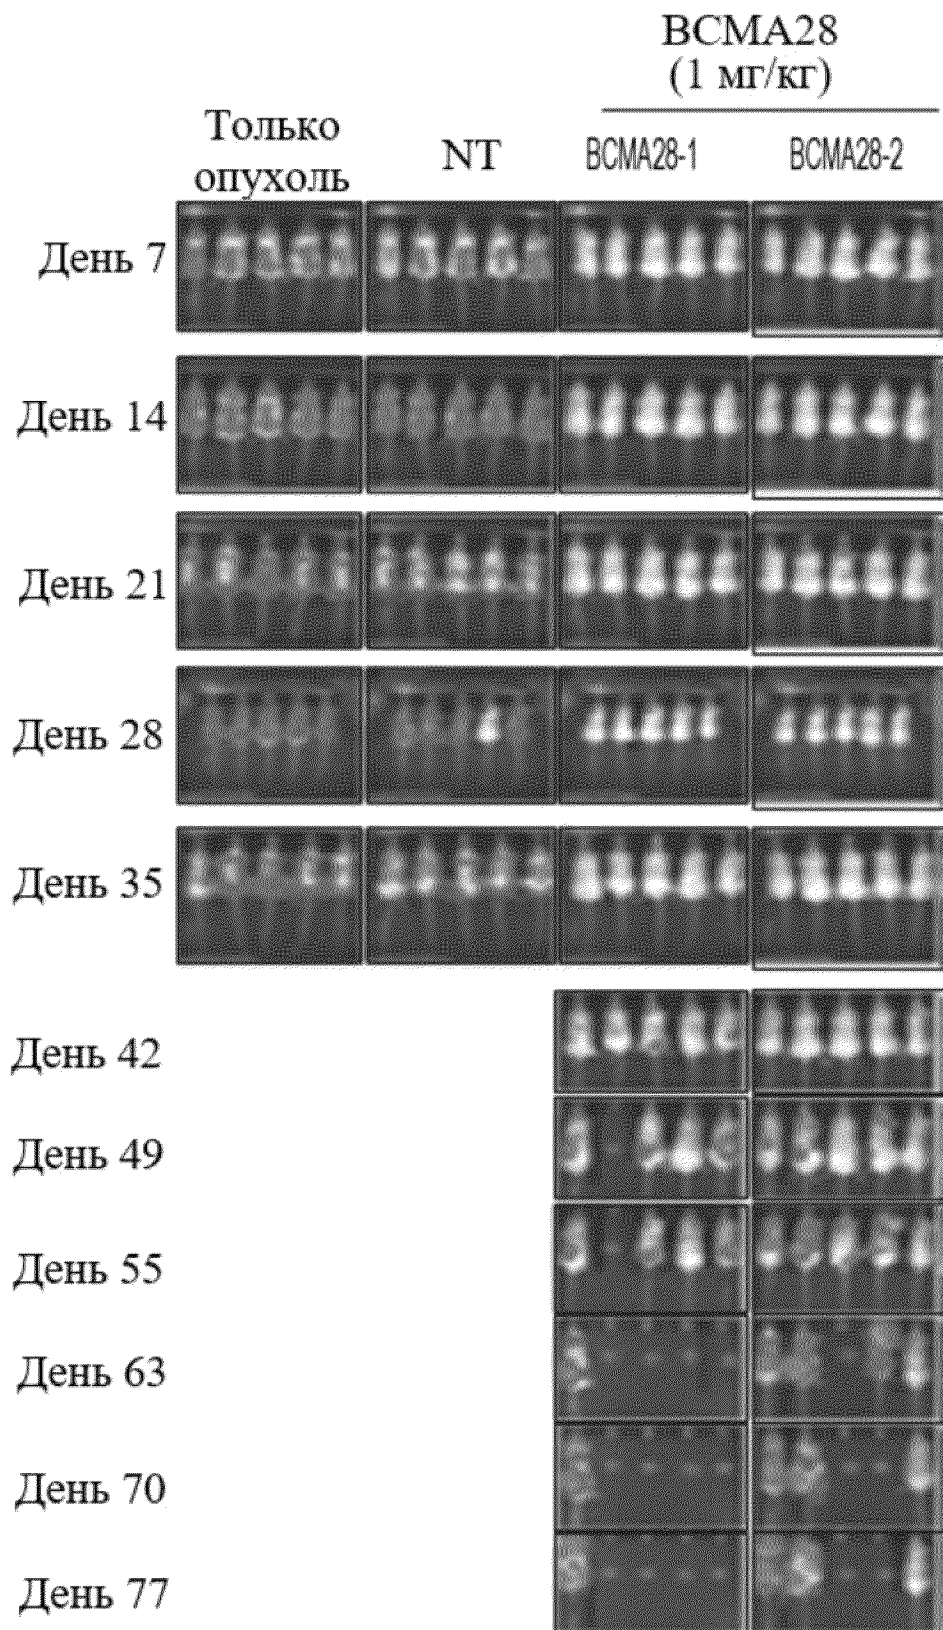 BCMA28
(1 мг/кг)
Только
опухоль
NT
BCMA28-1
BCMA28-2
День 7
День 14
День 21
День 28
День 35
День 42
День 49
День 55
День 63
День 70
День 77